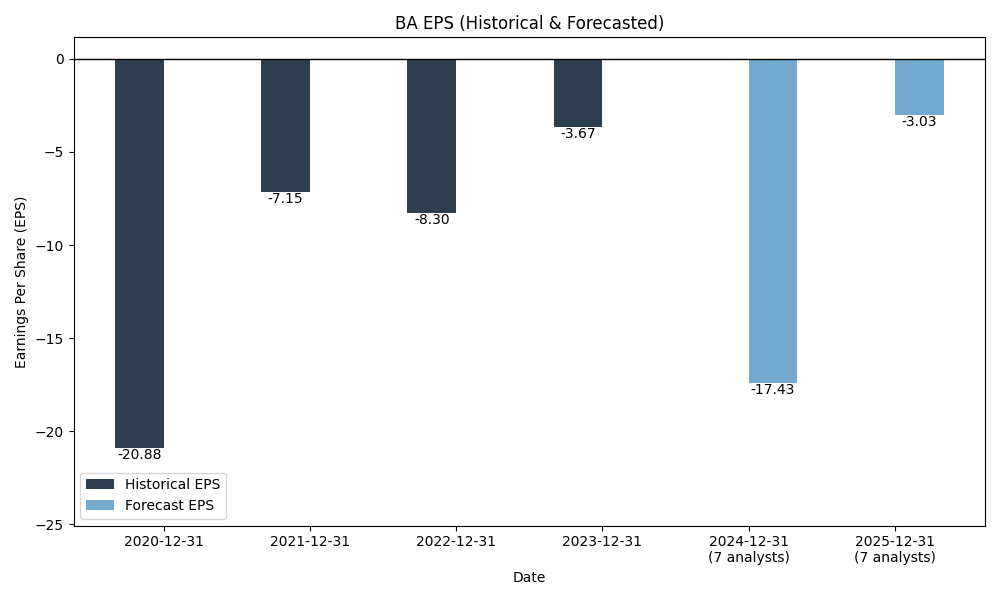 BA EPS (Historical & Forecasted)
Earnings Per Share (EPS)
0
−5
−10
−15
−20
−25
-20.88
-7.15
-8.30
-3.67
-17.43
-3.03
Historical EPS
Forecast EPS
2020-12-31
2021-12-31
2022-12-31
2023-12-31
2024-12-31
(7 analysts)
2025-12-31
(7 analysts)
Date